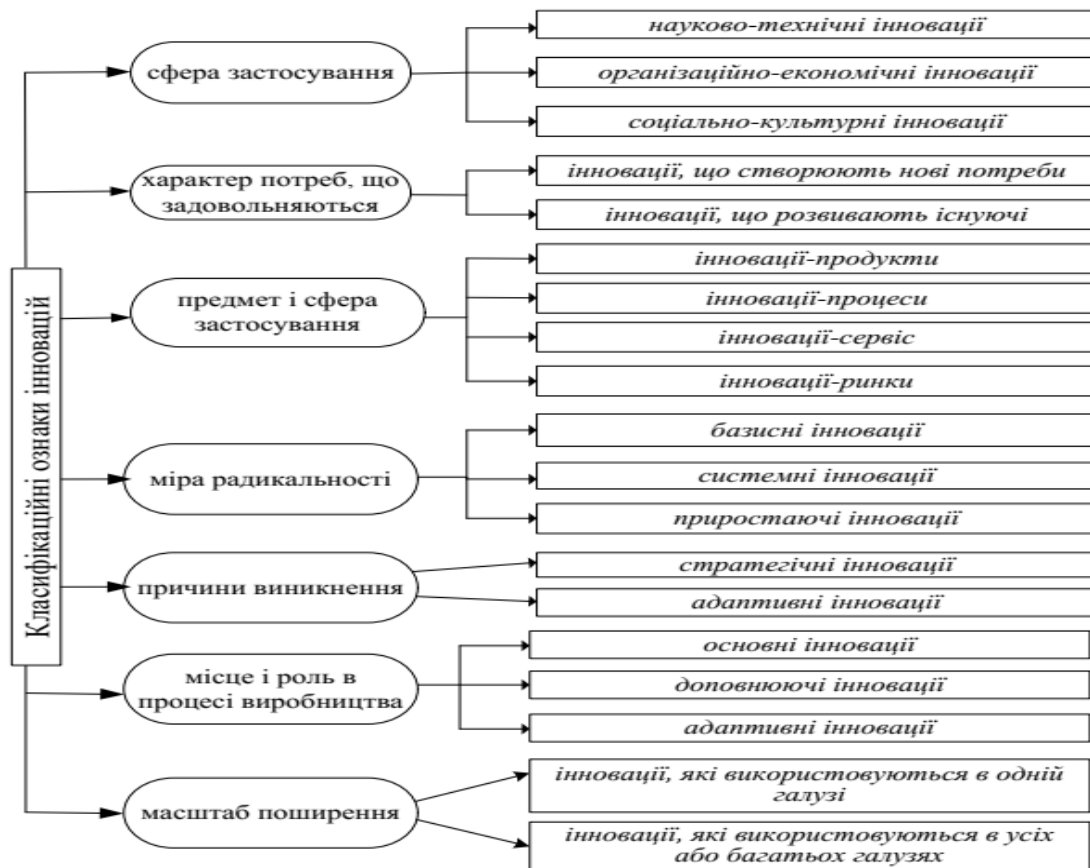 Класифікаційні ознаки інновацій
сфера застосування
науково-технічні інновації
організаційно-економічні інновації
соціально-культурні інновації
характер потреб, що
задовольняються
інновації, що створюють нові потреби
інновації, що розвивають існуючі
предмет і сфера
застосування
інновації-продукти
інновації-процеси
інновації-сервіс
інновації-ринки
міра радикальності
базисні інновації
системні інновації
приростаючі інновації
причини виникнення
стратегічні інновації
адаптивні інновації
місце і роль в
процесі виробництва
основні інновації
доповнюючі інновації
адаптивні інновації
масштаб поширення
інновації, які використовуються в одній
галузі
інновації, які використовуються в усіх
або багатьох галузях